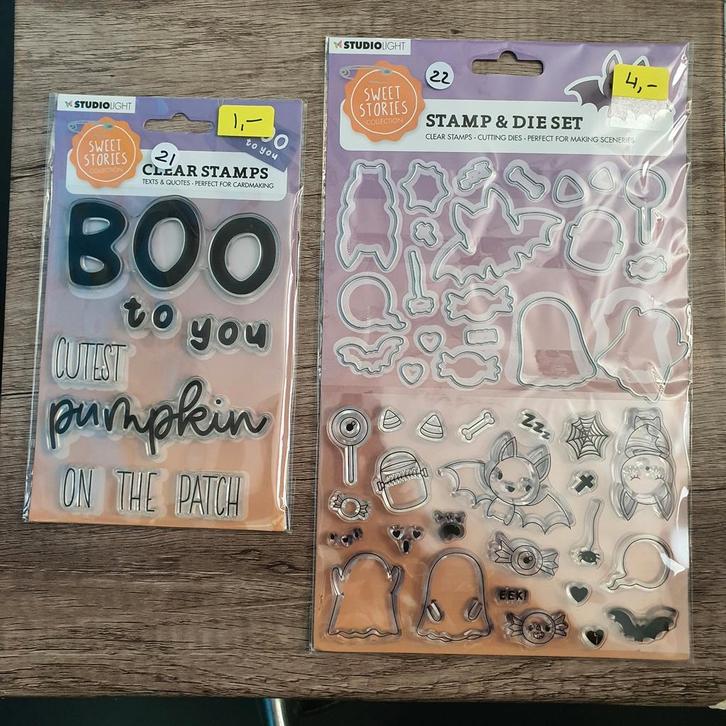 STUDIOLIGHT
SWEET
STORIES
COLLECTION
21
1,-
to you
CLEAR STAMPS
TEXTS & QUOTES - PERFECT FOR CARDMAKING
BOO
to you
CUTEST
pumpkin
ON THE PATCH
STUDIOLIGHT
SWEET
STORIES
COLLECTION
22
4,-
STAMP & DIE SET
CLEAR STAMPS - CUTTING DIES - PERFECT FOR MAKING SCENERIES
ZZZ
EEK!